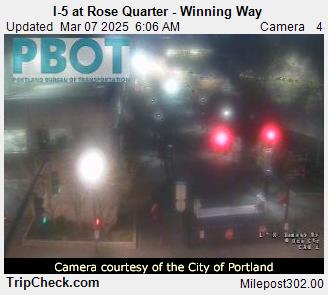 I-5 at Rose Quarter - Winning Way
Updated Mar 07 2025 6:06 AM Camera 4
PBOT
PORTLAND BUREAU OF TRANSPORTATION
Camera courtesy of the City of Portland
TripCheck.com Milepost302.00